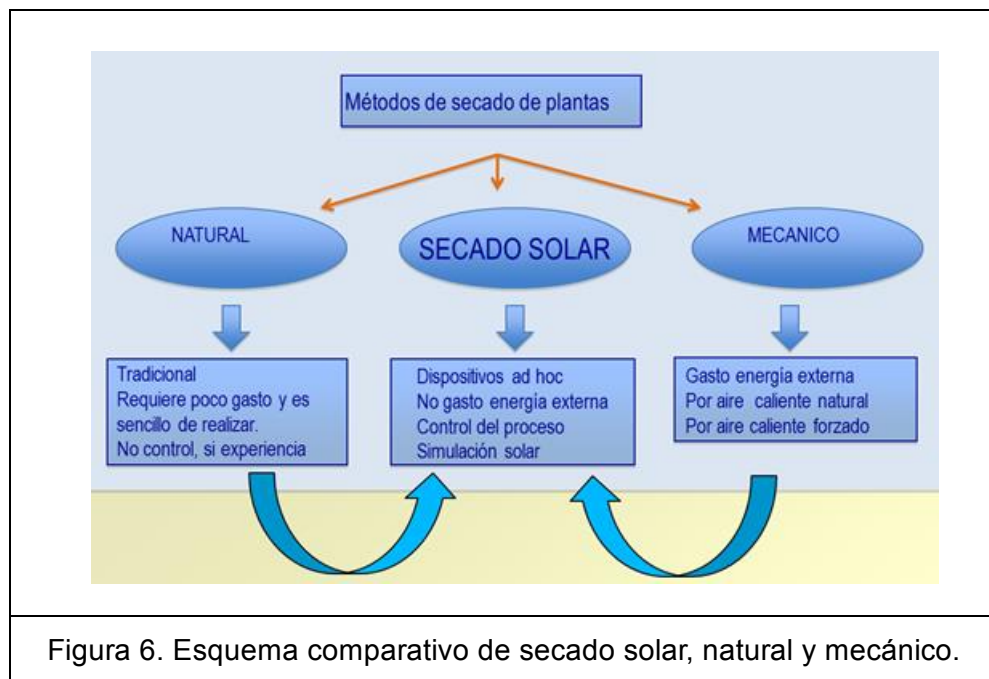 Métodos de secado de plantas
NATURAL
SECADO SOLAR
MECANICO
Tradicional
Requiere poco gasto y es
sencillo de realizar.
No control, si experiencia
Dispositivos ad hoc
No gasto energía externa
Control del proceso
Simulación solar
Gasto energía externa
Por aire caliente natural
Por aire caliente forzado
Figura 6. Esquema comparativo de secado solar, natural y mecánico.